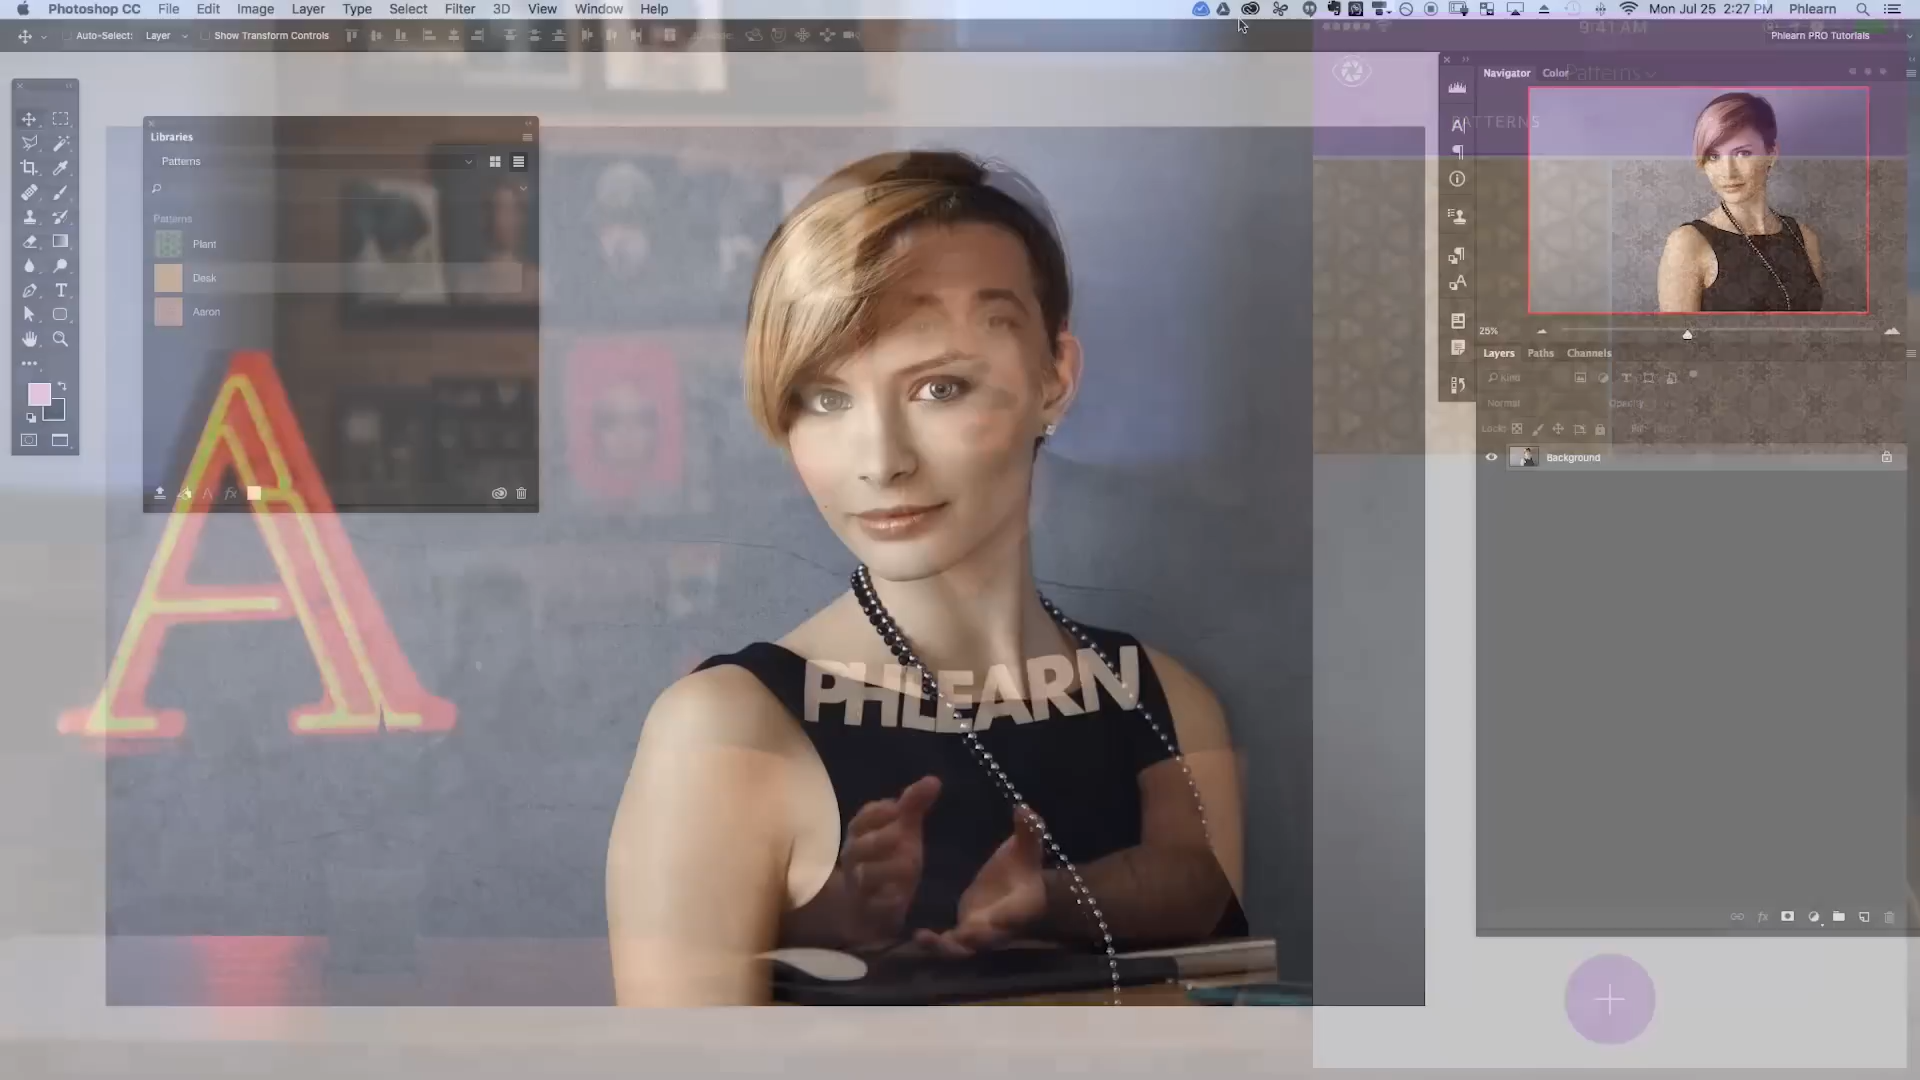 Photoshop CC File Edit Image Layer Type Select Filter 3D View Window Help Mon Jul 25 2:27 PM Phlearn
Auto-Select: Layer Show Transform Controls 9:41 AM Phlearn PRO Tutorials
Navigator Color Patterns
PATTERNS
Libraries
Patterns
Patterns
Plant
Desk
Aaron
25%
Layers Paths Channels
Kind
Normal Opacity
Lock:
Background
A
PHLEARN